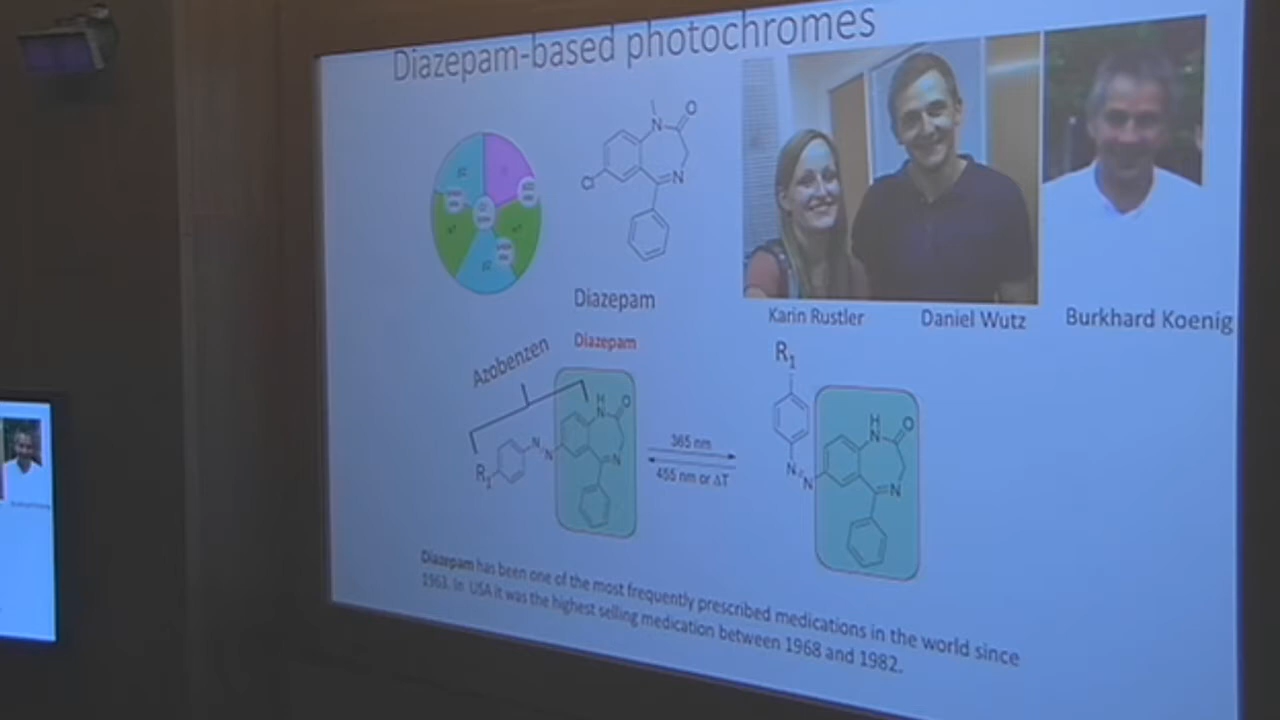 Diazepam-based photochromes
N
O
Cl
N
Diazepam
Karin Rustler
Daniel Wutz
Burkhard Koenig
Azobenzen
Diazepam
R1
H
N
O
N
N
N
R1
365 nm
455 nm or ΔT
R1
H
N
O
N
N
N
Diazepam has been one of the most frequently prescribed medications in the world since
1963. In USA it was the highest selling medication between 1968 and 1982.